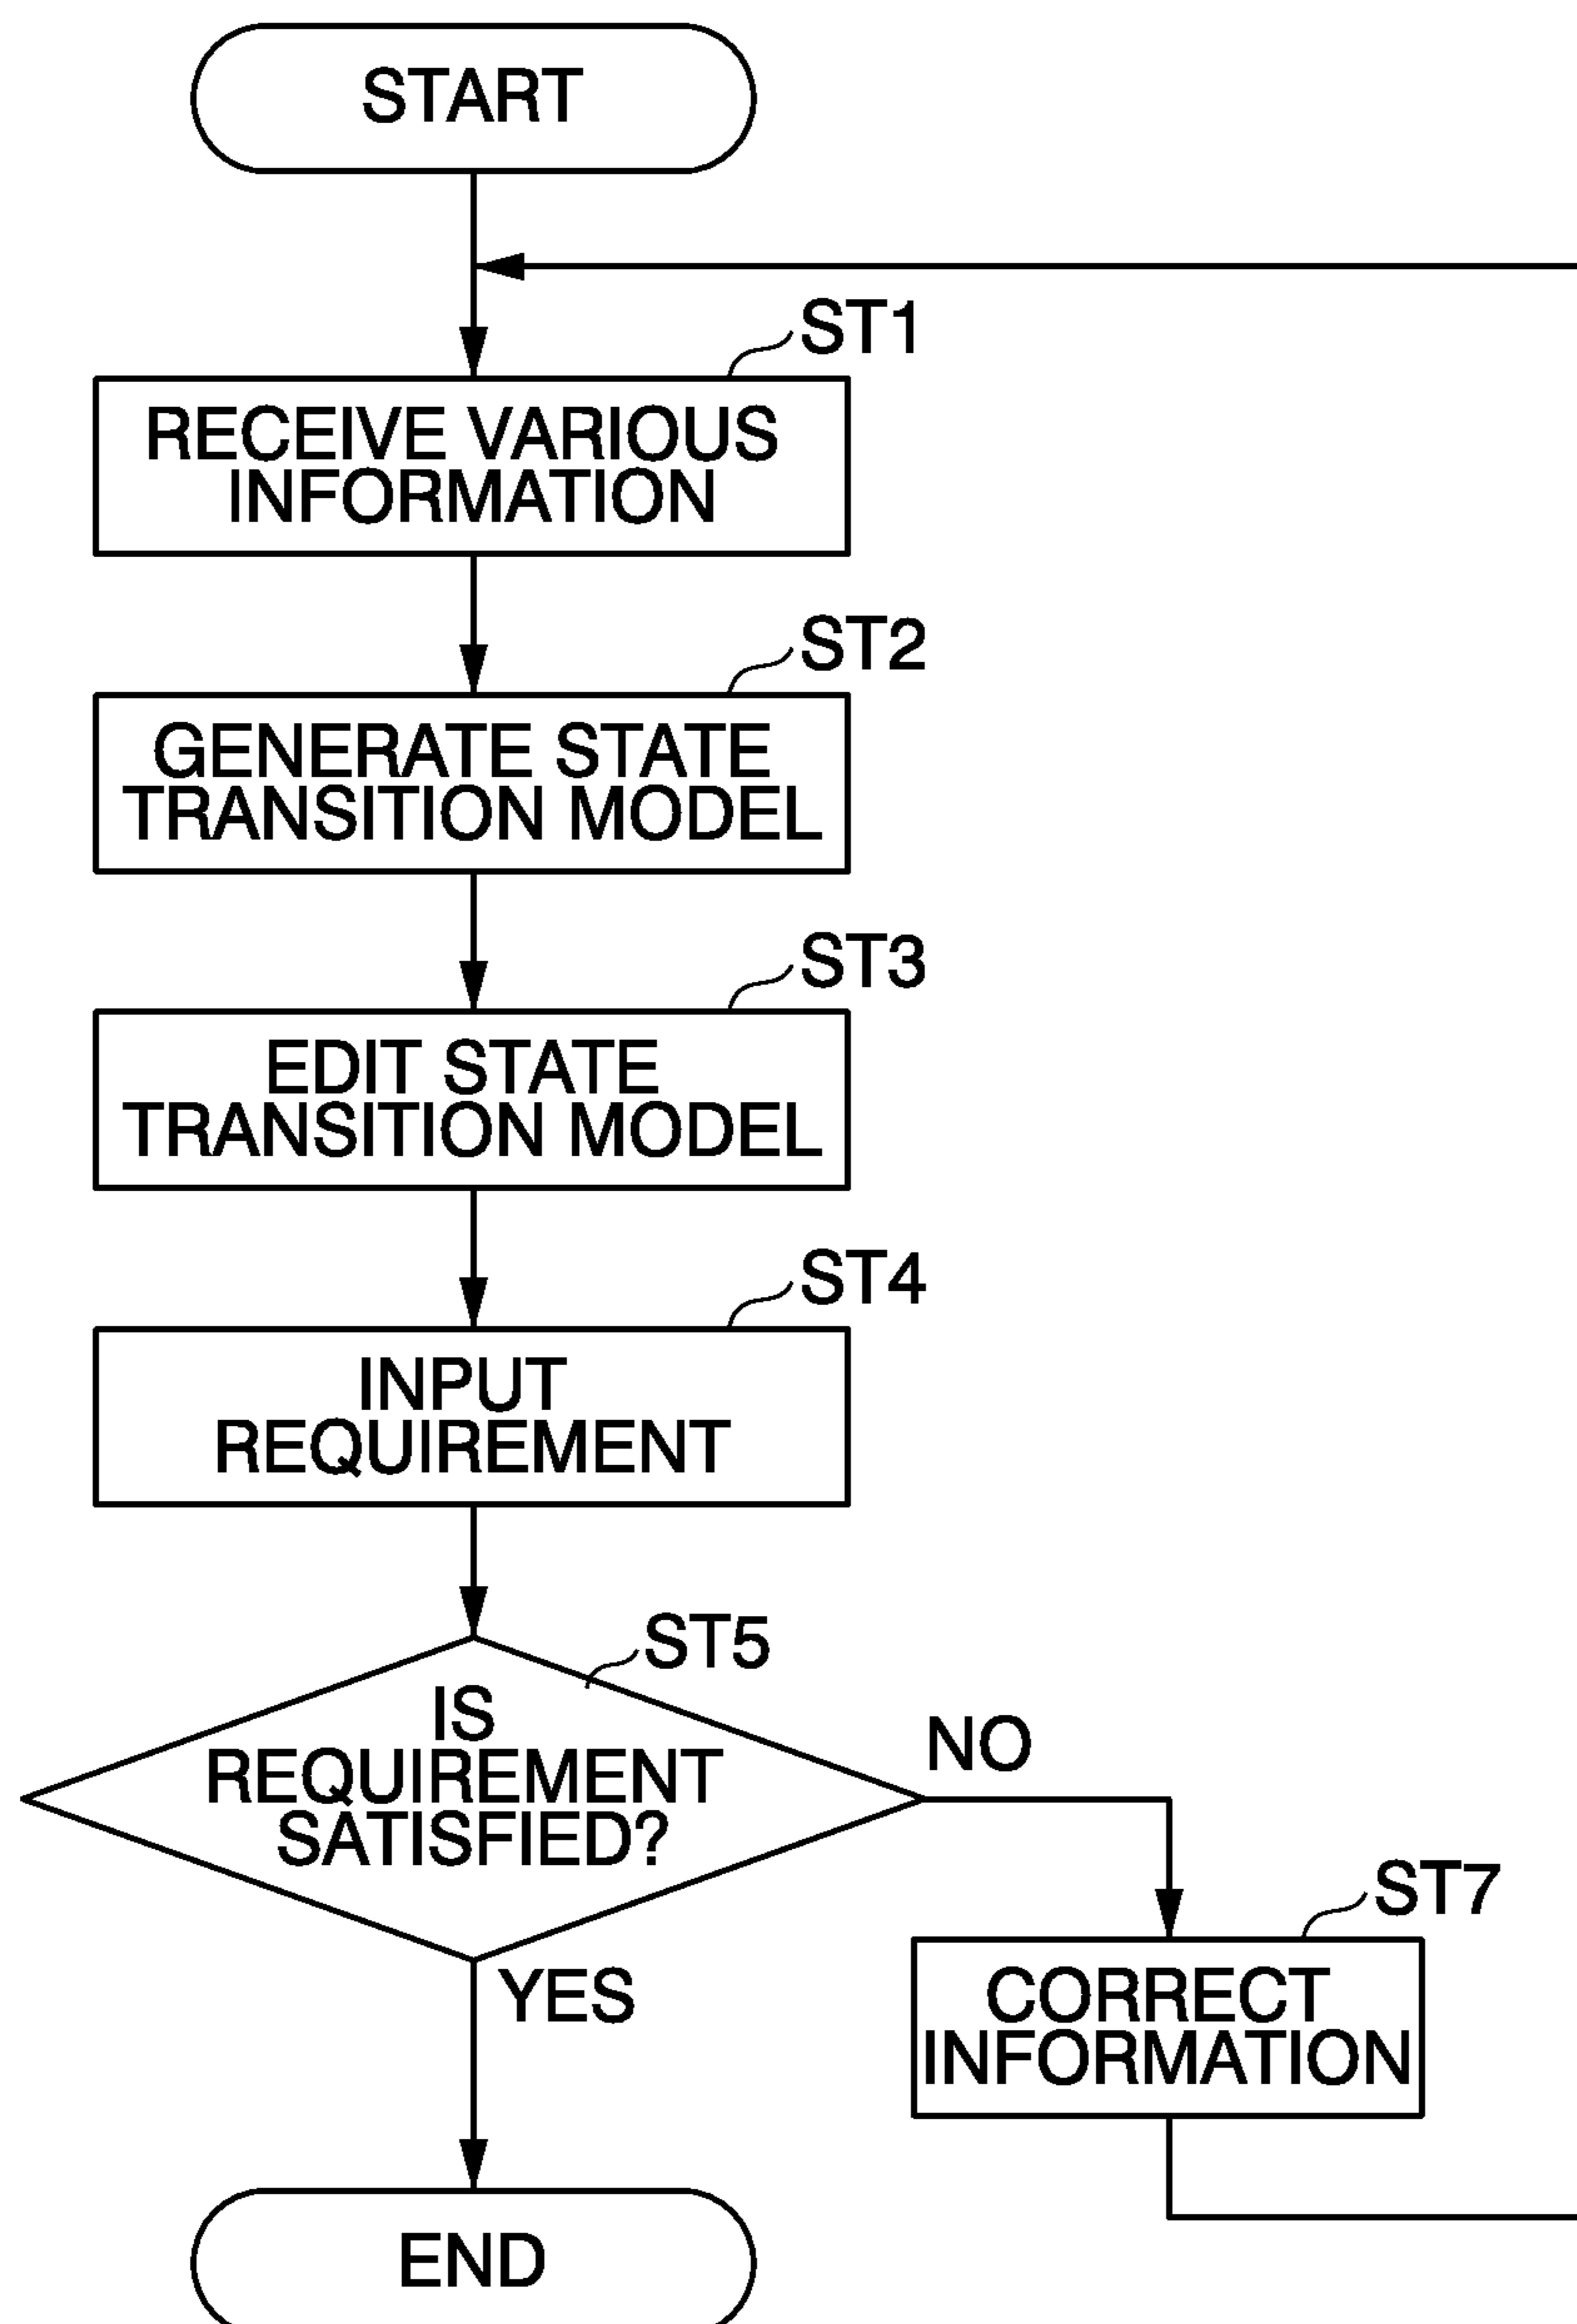 START
ST1
RECEIVE VARIOUS
INFORMATION
ST2
GENERATE STATE
TRANSITION MODEL
ST3
EDIT STATE
TRANSITION MODEL
ST4
INPUT
REQUIREMENT
ST5
IS
REQUIREMENT
SATISFIED?
NO
YES
ST7
CORRECT
INFORMATION
END